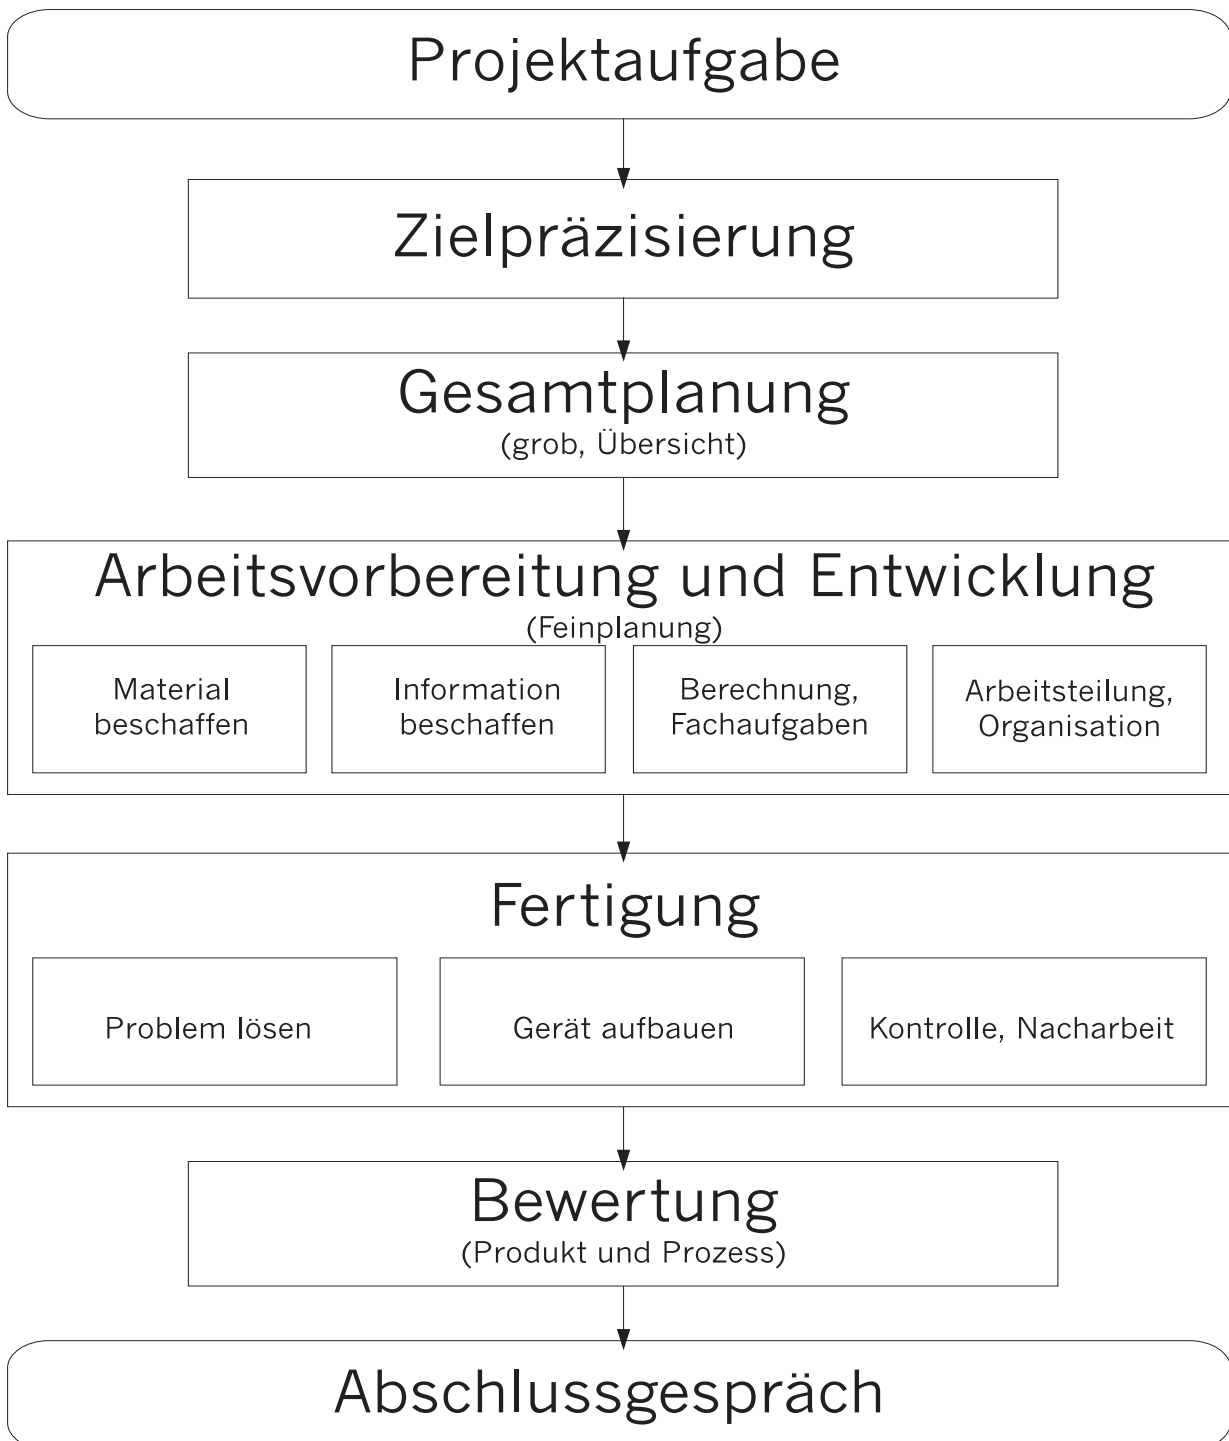 Projektaufgabe
Zielpräzisierung
Gesamtplanung
(grob, Übersicht)
Arbeitsvorbereitung und Entwicklung
(Feinplanung)
Material
beschaffen
Information
beschaffen
Berechnung,
Fachaufgaben
Arbeitsteilung,
Organisation
Fertigung
Problem lösen
Gerät aufbauen
Kontrolle, Nacharbeit
Bewertung
(Produkt und Prozess)
Abschlussgespräch